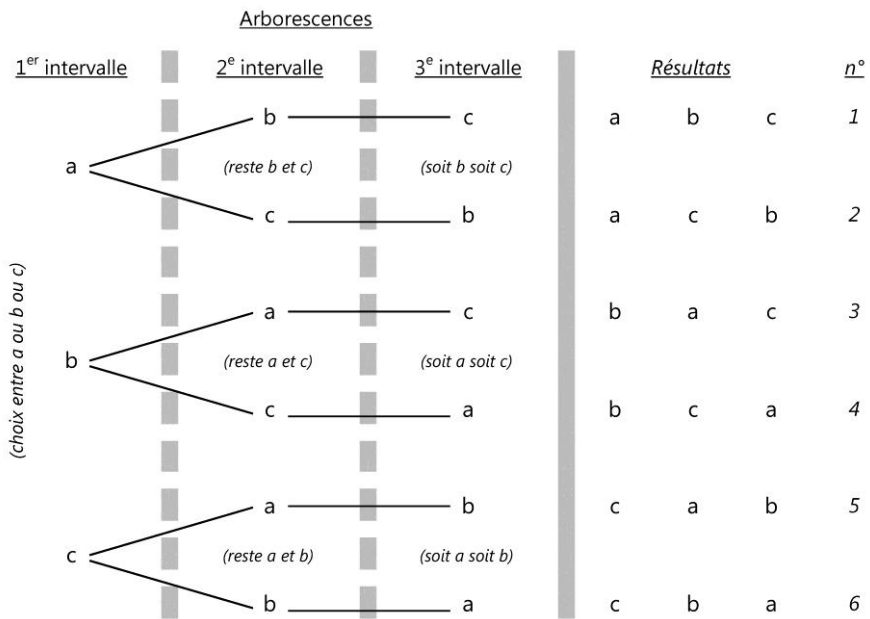 Arborescences
1er intervalle 2e intervalle 3e intervalle Résultats n°
b c a b c 1
a (reste b et c) (soit b soit c)
c b a c b 2
(choix entre a ou b ou c)
a c b a c 3
b (reste a et c) (soit a soit c)
c a b c a 4
a b c a b 5
c (reste a et b) (soit a soit b)
b a c b a 6